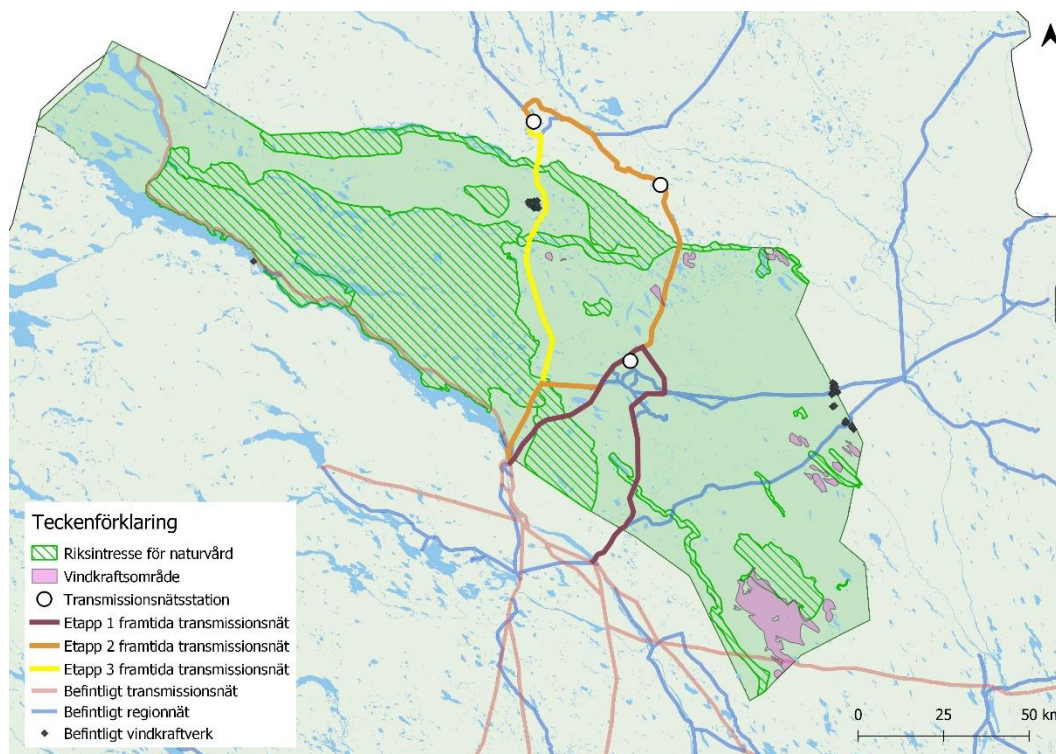 Teckenförklaring
Riksintresse för naturvård
Vindkraftsområde
Transmissionsnätsstation
Etapp 1 framtida transmissionsnät
Etapp 2 framtida transmissionsnät
Etapp 3 framtida transmissionsnät
Befintligt transmissionsnät
Befintligt regionnät
Befintligt vindkraftverk
0 25 50 km